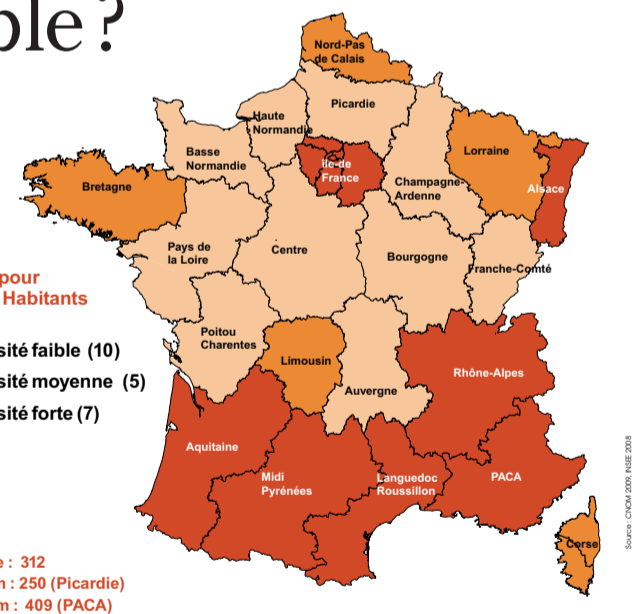 ble ?
Nord-Pas
de Calais
Picardie
Haute
Normandie
Basse
Normandie
Île-de
France
Lorraine
Champagne-
Ardenne
Alsace
Bretagne
Pays de
la Loire
Centre
Bourgogne
Franche-Comté
pour
Habitants
Poitou
Charentes
Limousin
Auvergne
Rhône-Alpes
sité faible (10)
sité moyenne (5)
sité forte (7)
Aquitaine
Midi
Pyrénées
Languedoc
Roussillon
PACA
Corse
e : 312
m : 250 (Picardie)
m : 409 (PACA)
Source : CNOM 2009, INSEE 2008